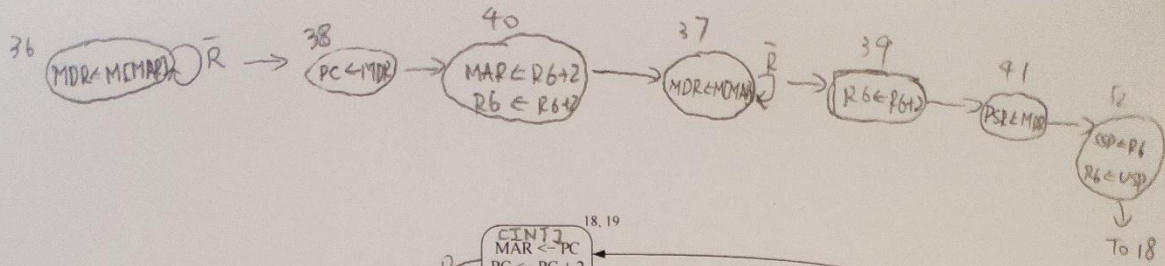 36
MDR←M[MAR]
R̄
38
PC←MDR
40
MAR ← R6+2
R6 ← R6+2
37
MDR←M[MAR]
R̄
39
R6←R6+2
41
PSR←MDR
SSP←R6
R6←USP
To 18
18, 19
[INT]
MAR <- PC
PC <- PC + 2